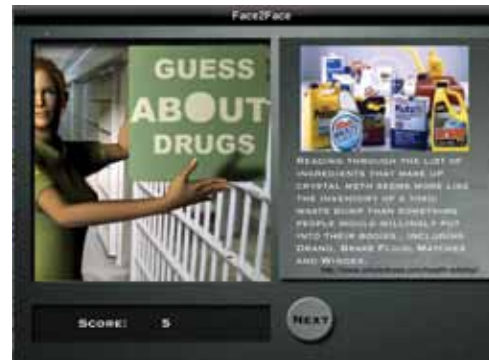 Face2Face
GUESS
ABOUT
DRUGS
READING THROUGH THE LIST OF
INGREDIENTS THAT MAKE UP
CRYSTAL METH SEEMS MORE LIKE
THE INVENTORY OF A TOXIC
WASTE DUMP THAN SOMETHING
PEOPLE WOULD WILLINGLY PUT
INTO THEIR BODIES, INCLUDING
DRANO, BRAKE FLUID, MATCHES
AND WINDEX.
SCORE: 5
NEXT